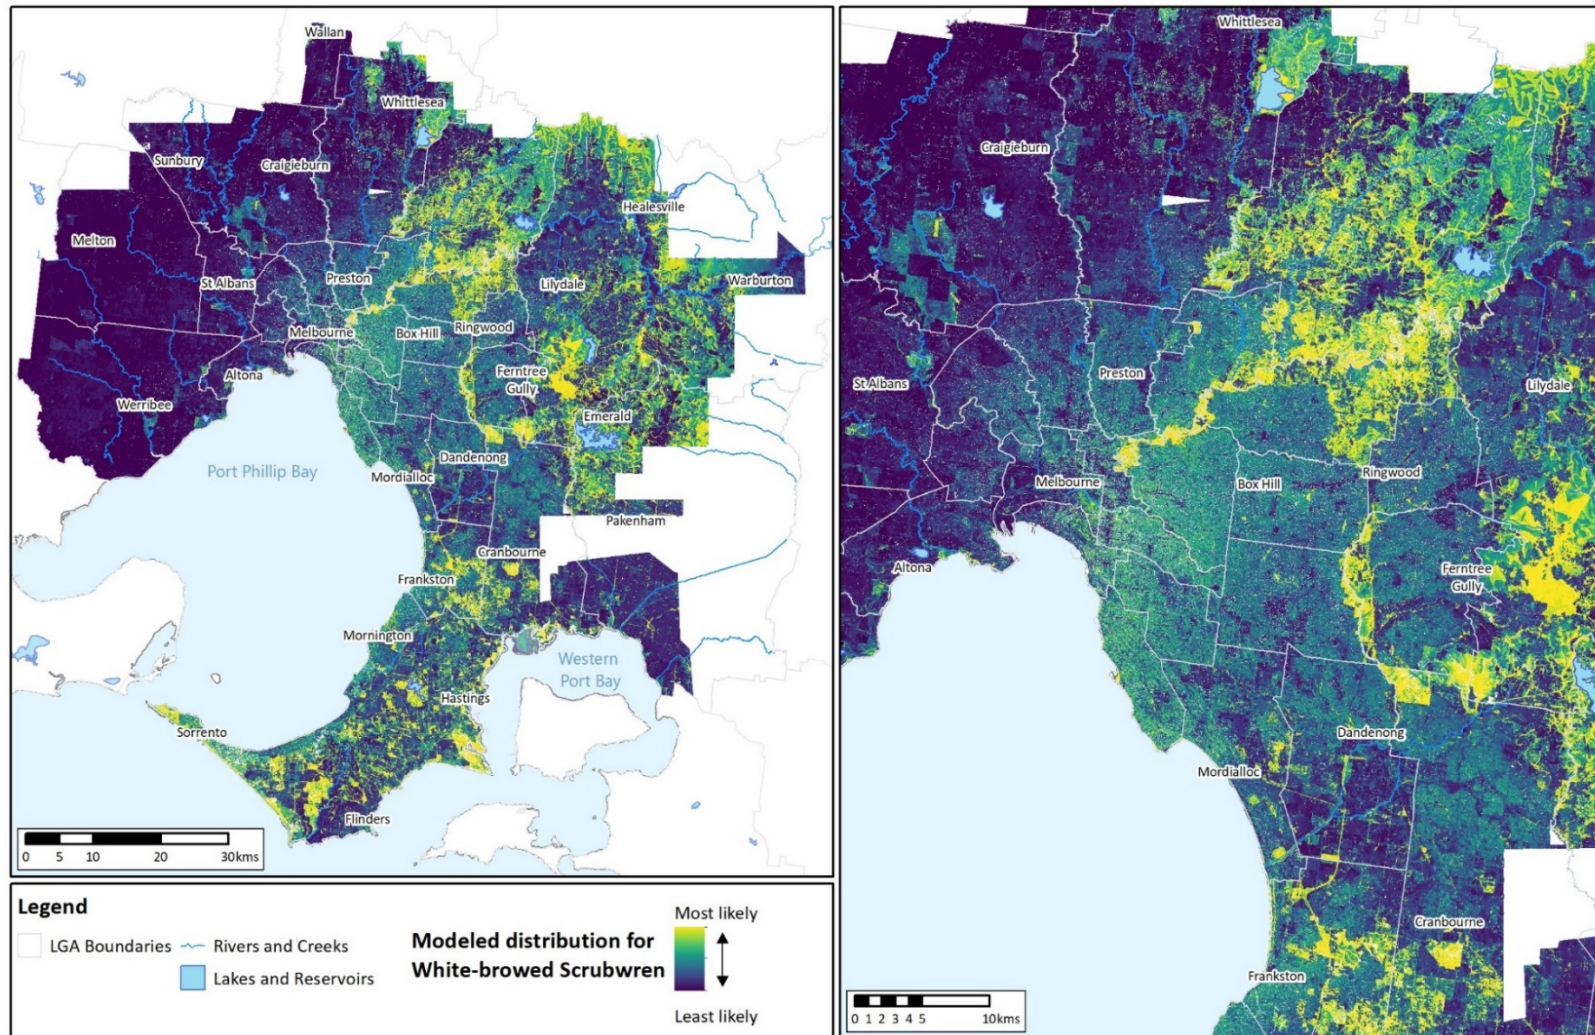 Wallan
Whittlesea
Sunbury
Craigieburn
Healesville
Melton
St Albans
Preston
Lilydale
Warburton
Melbourne
Box Hill
Ringwood
Altona
Ferntree
Gully
Werribee
Emerald
Port Phillip Bay
Dandenong
Mordialloc
Pakenham
Cranbourne
Frankston
Mornington
Western
Port Bay
Hastings
Sorrento
Flinders
0 5 10 20 30kms
Legend
LGA Boundaries
Rivers and Creeks
Lakes and Reservoirs
Modeled distribution for
White-browed Scrubwren
Most likely
Least likely
Whittlesea
Craigieburn
St Albans
Preston
Lilydale
Melbourne
Box Hill
Ringwood
Altona
Ferntree
Gully
Dandenong
Mordialloc
Cranbourne
Frankston
0 1 2 3 4 5 10kms